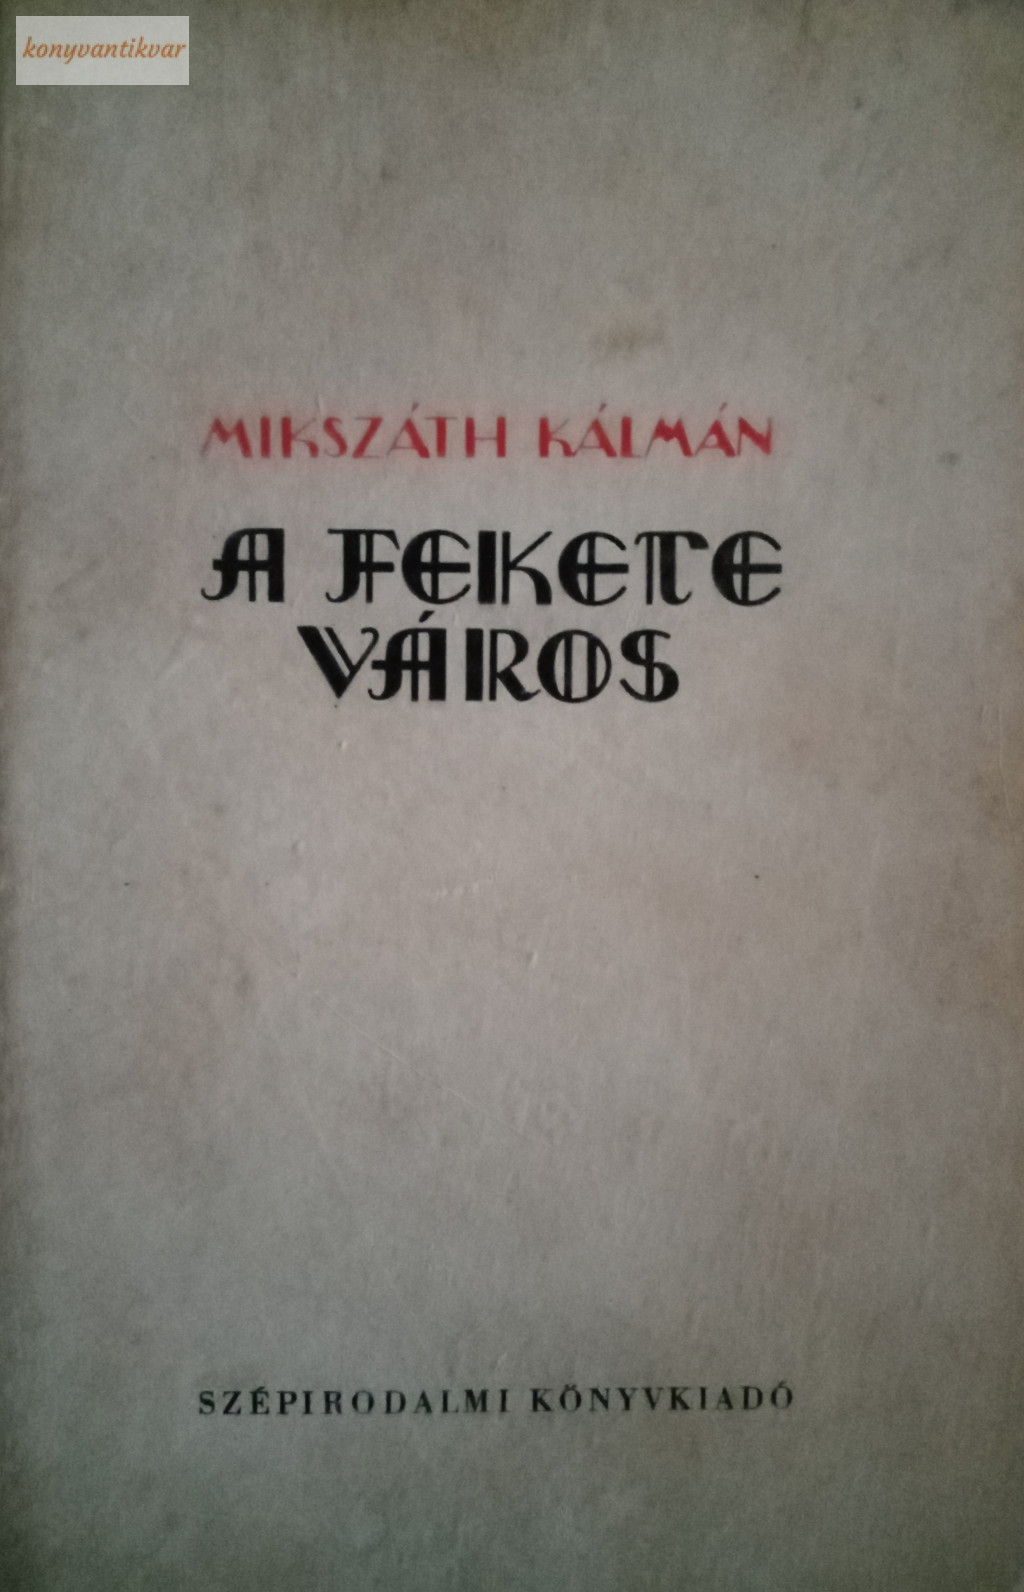 konyvantikvar
MIKSZÁTH KÁLMÁN
A FEKETE
VÁROS
SZÉPIRODALMI KÖNYVKIADÓ